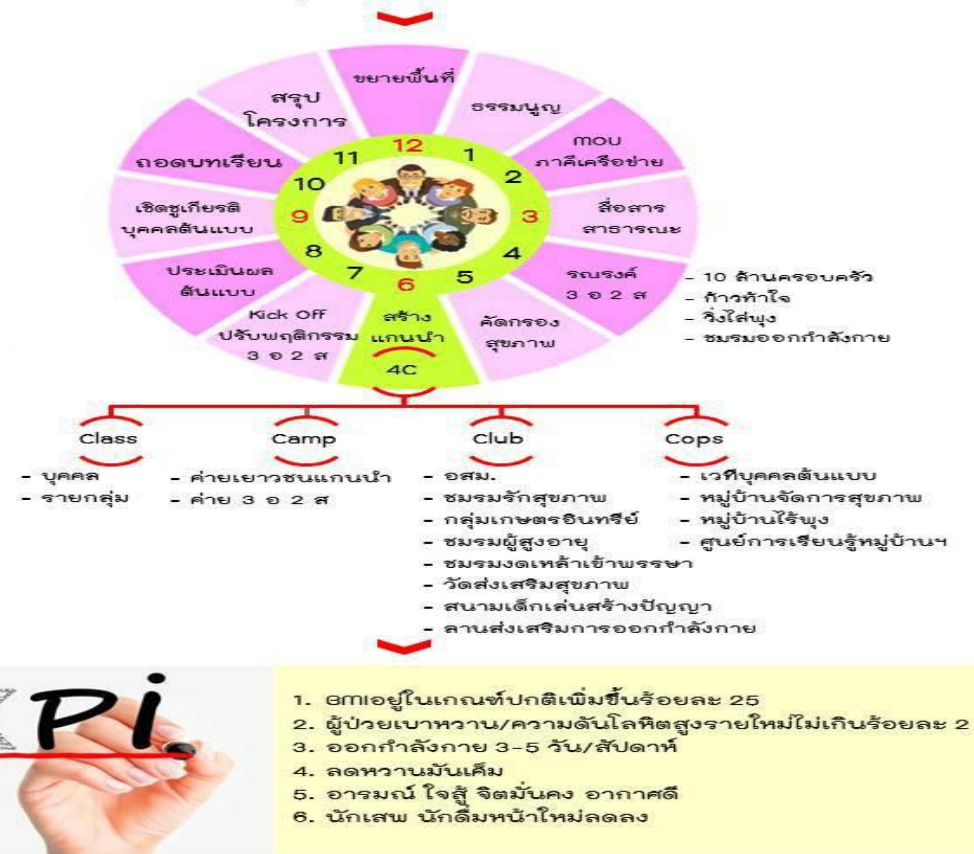 ขยายพื้นที่
ธรรมนูญ
MOU
ภาคีเครือข่าย
สื่อสาร
สาธารณะ
รณรงค์
3 อ 2 ส
- 10 ล้านครอบครัว
- ก้าวท้าใจ
- วิ่งไล่พุง
- ชมรมออกกำลังกาย
คัดกรอง
สุขภาพ
สร้าง
แกนนำ
4C
Kick Off
ปรับพฤติกรรม
3 อ 2 ส
ประเมินผล
ต้นแบบ
เชิดชูเกียรติ
บุคคลต้นแบบ
ถอดบทเรียน
สรุป
โครงการ
12
1
2
3
4
5
6
7
8
9
10
11
Class
- บุคคล
- รายกลุ่ม
Camp
- ค่ายเยาวชนแกนนำ
- ค่าย 3 อ 2 ส
Club
- อสม.
- ชมรมรักสุขภาพ
- กลุ่มเกษตรอินทรีย์
- ชมรมผู้สูงอายุ
- ชมรมงดเหล้าเข้าพรรษา
- วัดส่งเสริมสุขภาพ
- สนามเด็กเล่นสร้างปัญญา
- ลานส่งเสริมการออกกำลังกาย
Cops
- เวทีบุคคลต้นแบบ
- หมู่บ้านจัดการสุขภาพ
- หมู่บ้านไร้พุง
- ศูนย์การเรียนรู้หมู่บ้านฯ
Pi
1. BMIอยู่ในเกณฑ์ปกติเพิ่มขึ้นร้อยละ 25
2. ผู้ป่วยเบาหวาน/ความดันโลหิตสูงรายใหม่ไม่เกินร้อยละ 2
3. ออกกำลังกาย 3-5 วัน/สัปดาห์
4. ลดหวานมันเค็ม
5. อารมณ์ ใจสู้ จิตมั่นคง อากาศดี
6. นักเสพ นักดื่มหน้าใหม่ลดลง